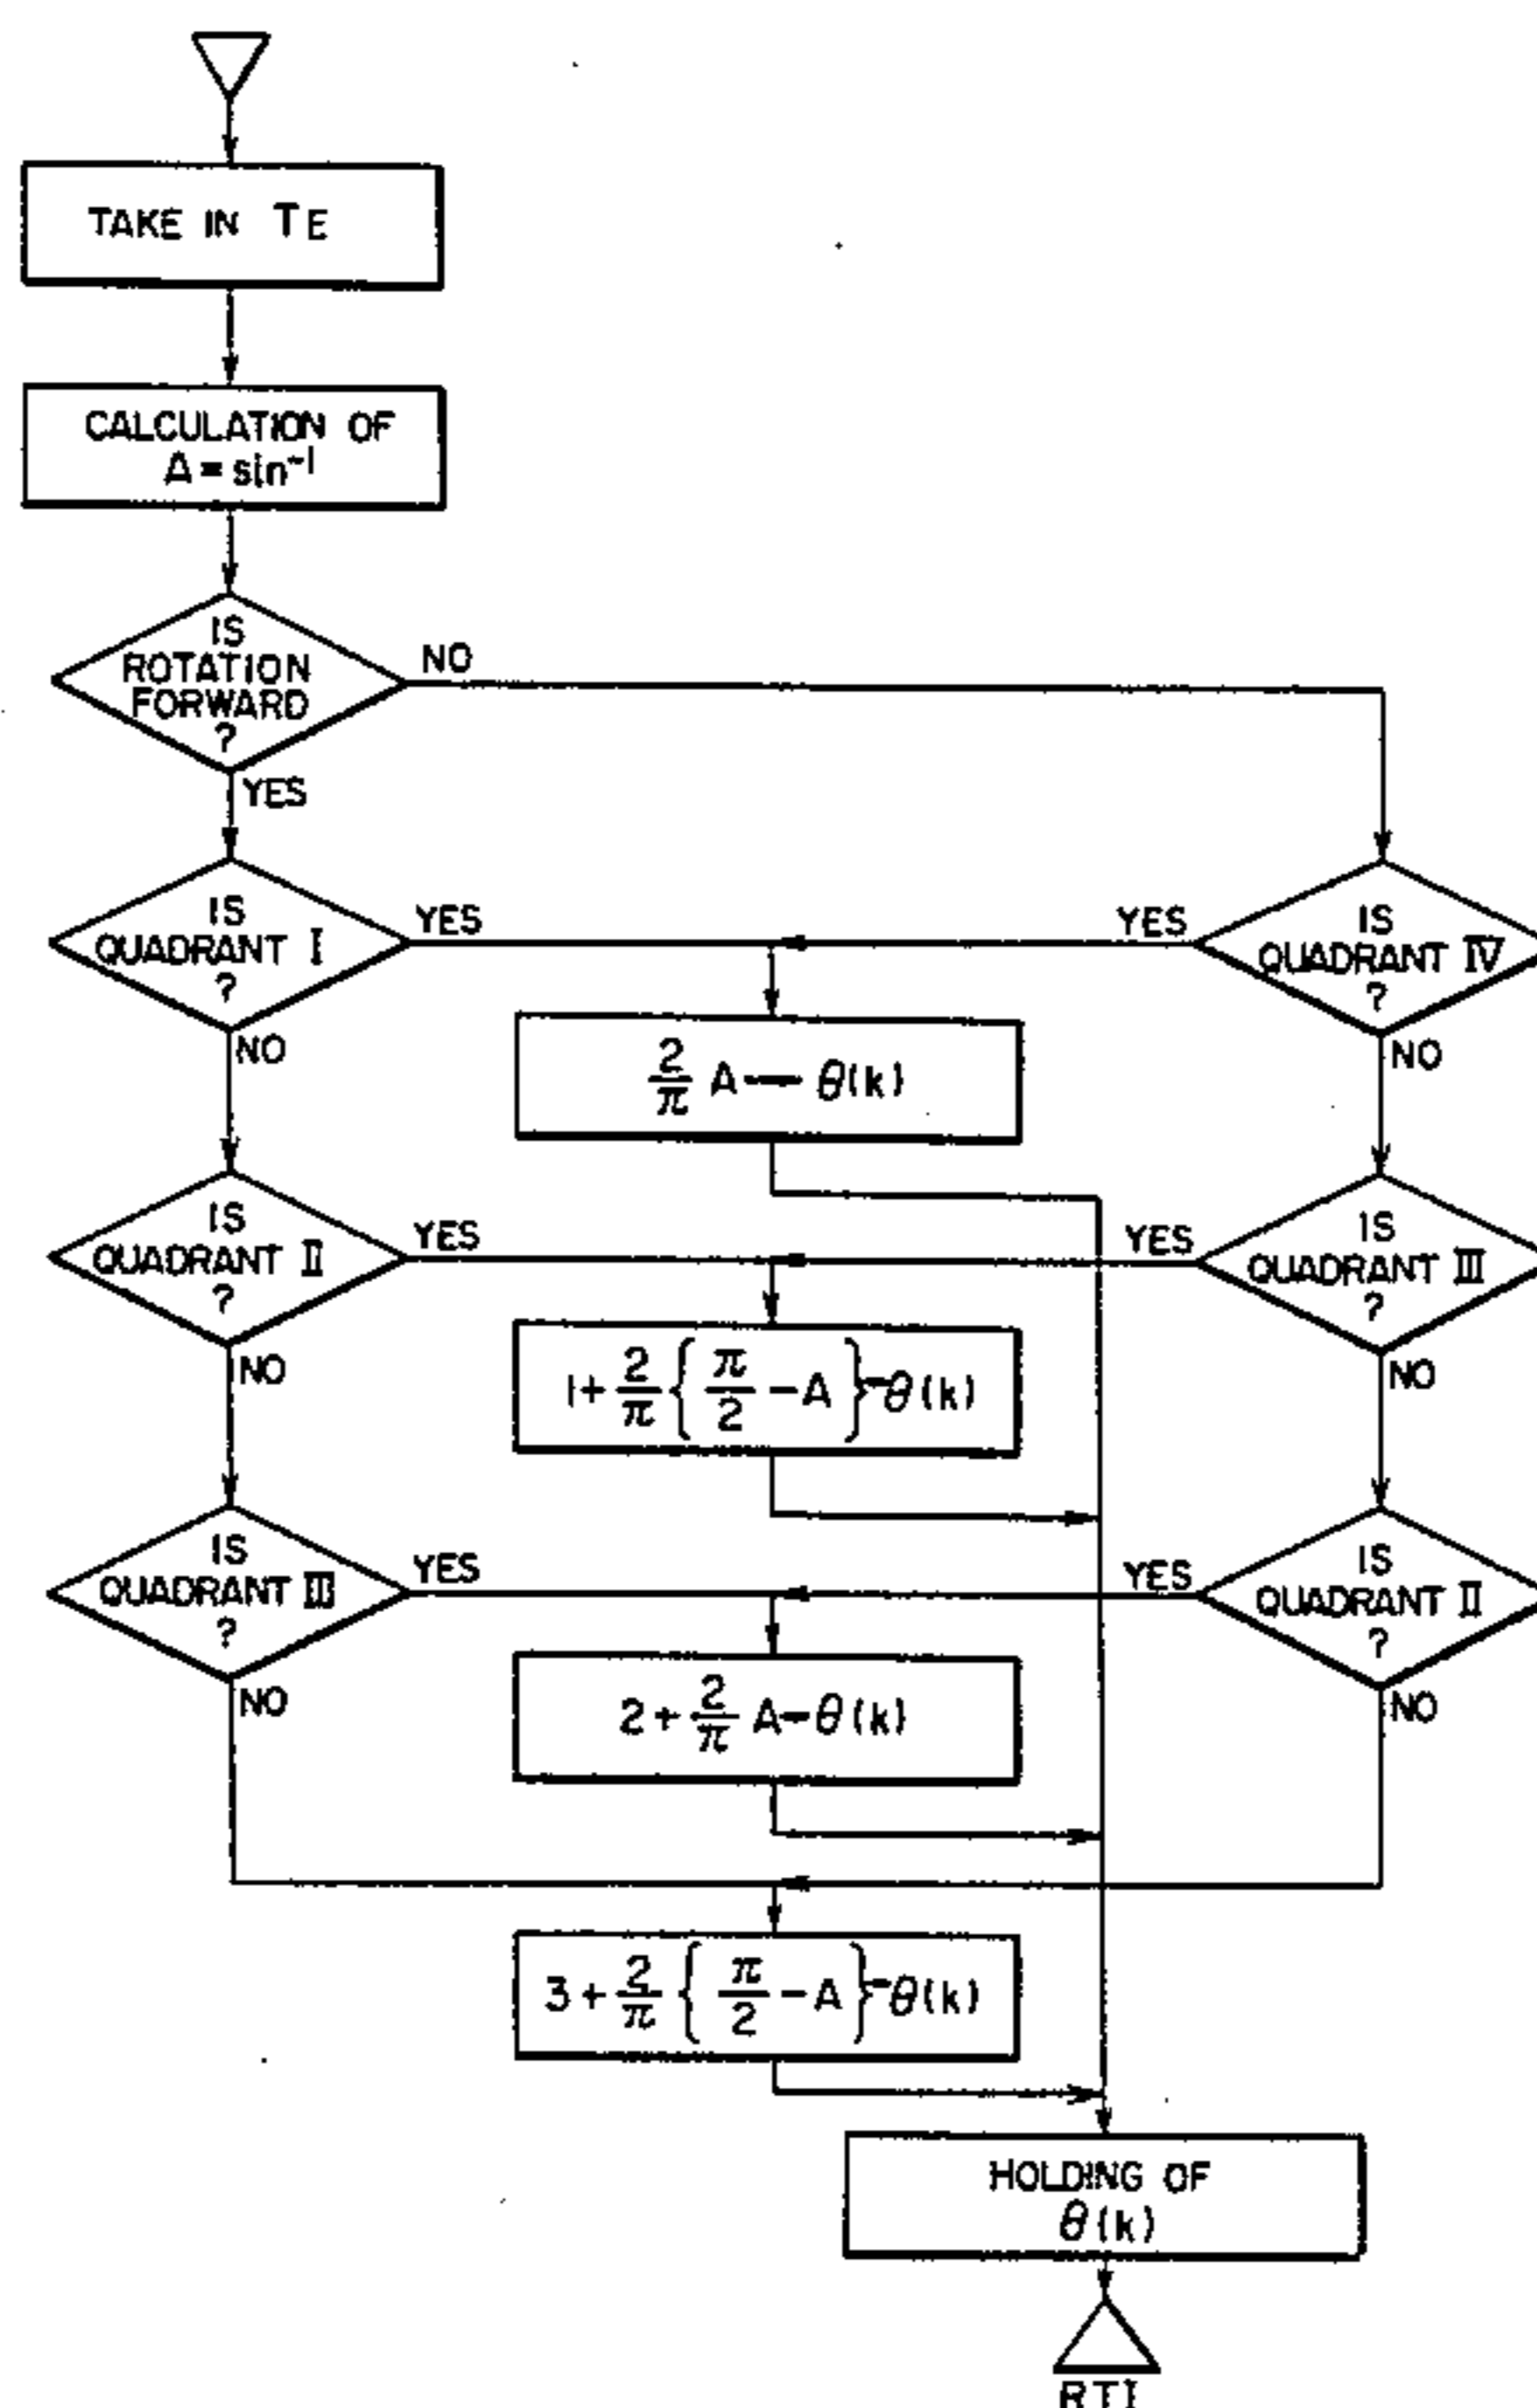 TAKE IN TE
CALCULATION OF
A = sin⁻¹
IS
ROTATION
FORWARD
?
NO
YES
IS
QUADRANT I
?
YES
NO
YES
IS
QUADRANT IV
?
NO
2/π A — θ(k)
IS
QUADRANT II
?
YES
NO
YES
IS
QUADRANT III
?
NO
1+ 2/π { π/2 – A } – θ(k)
IS
QUADRANT III
?
YES
NO
YES
IS
QUADRANT II
?
NO
2+ 2/π A – θ(k)
3+ 2/π { π/2 – A } – θ(k)
HOLDING OF
θ(k)
RTI